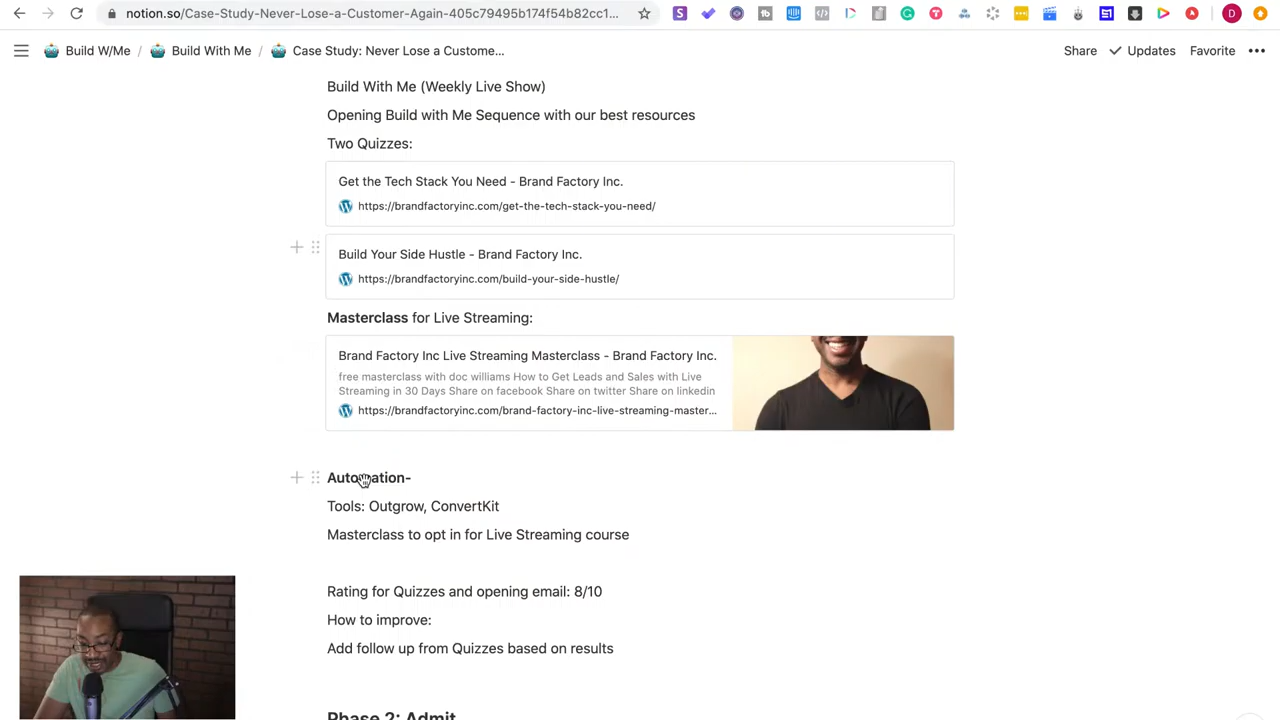 notion.so/Case-Study-Never-Lose-a-Customer-Again-405c79495b174f54b82cc1...
Build W/Me / Build With Me / Case Study: Never Lose a Custome...
Share Updates Favorite
Build With Me (Weekly Live Show)
Opening Build with Me Sequence with our best resources
Two Quizzes:
Get the Tech Stack You Need - Brand Factory Inc.
https://brandfactoryinc.com/get-the-tech-stack-you-need/
Build Your Side Hustle - Brand Factory Inc.
https://brandfactoryinc.com/build-your-side-hustle/
Masterclass for Live Streaming:
Brand Factory Inc Live Streaming Masterclass - Brand Factory Inc.
free masterclass with doc williams How to Get Leads and Sales with Live
Streaming in 30 Days Share on facebook Share on twitter Share on linkedin
https://brandfactoryinc.com/brand-factory-inc-live-streaming-master...
Automation-
Tools: Outgrow, ConvertKit
Masterclass to opt in for Live Streaming course
Rating for Quizzes and opening email: 8/10
How to improve:
Add follow up from Quizzes based on results
Phase 2: Admit